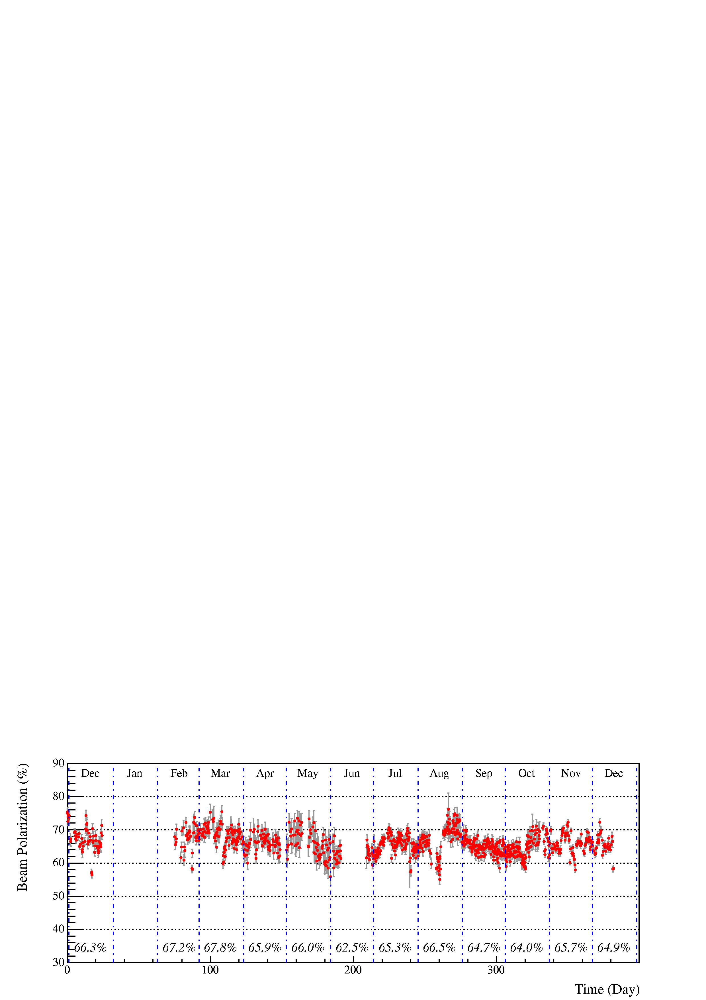 Beam Polarization (%)
90
80
70
60
50
40
30
Dec Jan Feb Mar Apr May Jun Jul Aug Sep Oct Nov Dec
66.3% 67.2% 67.8% 65.9% 66.0% 62.5% 65.3% 66.5% 64.7% 64.0% 65.7% 64.9%
0 100 200 300
Time (Day)